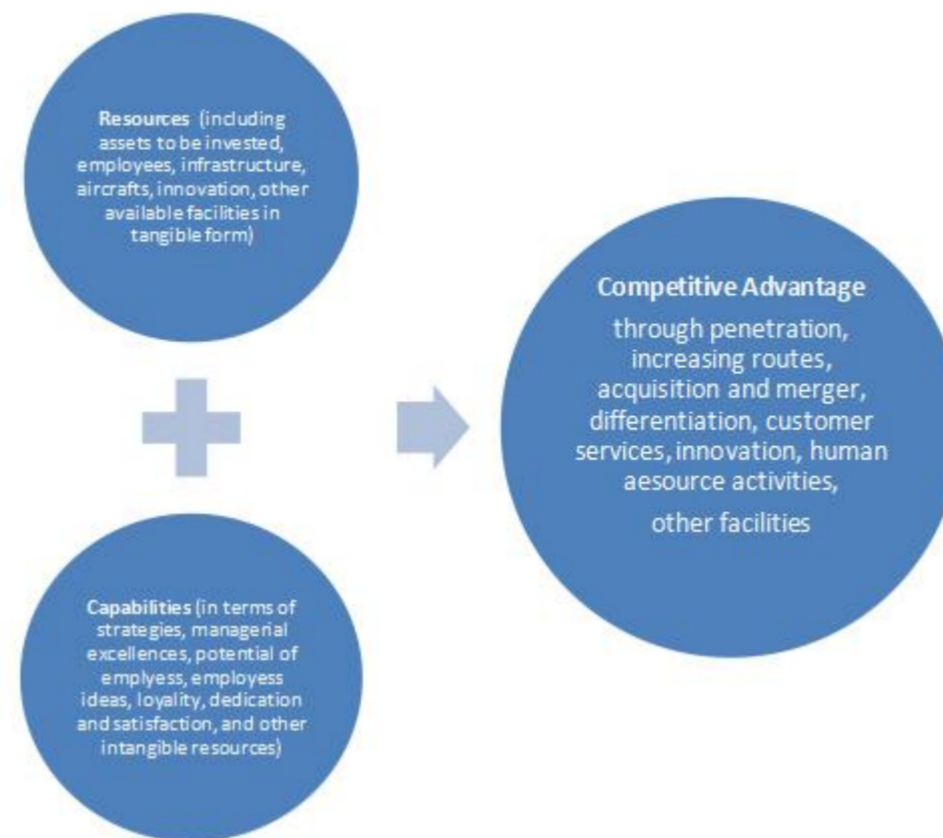 Resources (including
assets to be invested,
employees, infrastructure,
aircrafts, innovation, other
available facilities in
tangible form)
Capabilities (in terms of
strategies, managerial
excellences, potential of
emplyess, employess
ideas, loyality, dedication
and satisfaction, and other
intangible resources)
Competitive Advantage
through penetration,
increasing routes,
acquisition and merger,
differentiation, customer
services, innovation, human
aesource activities,
other facilities